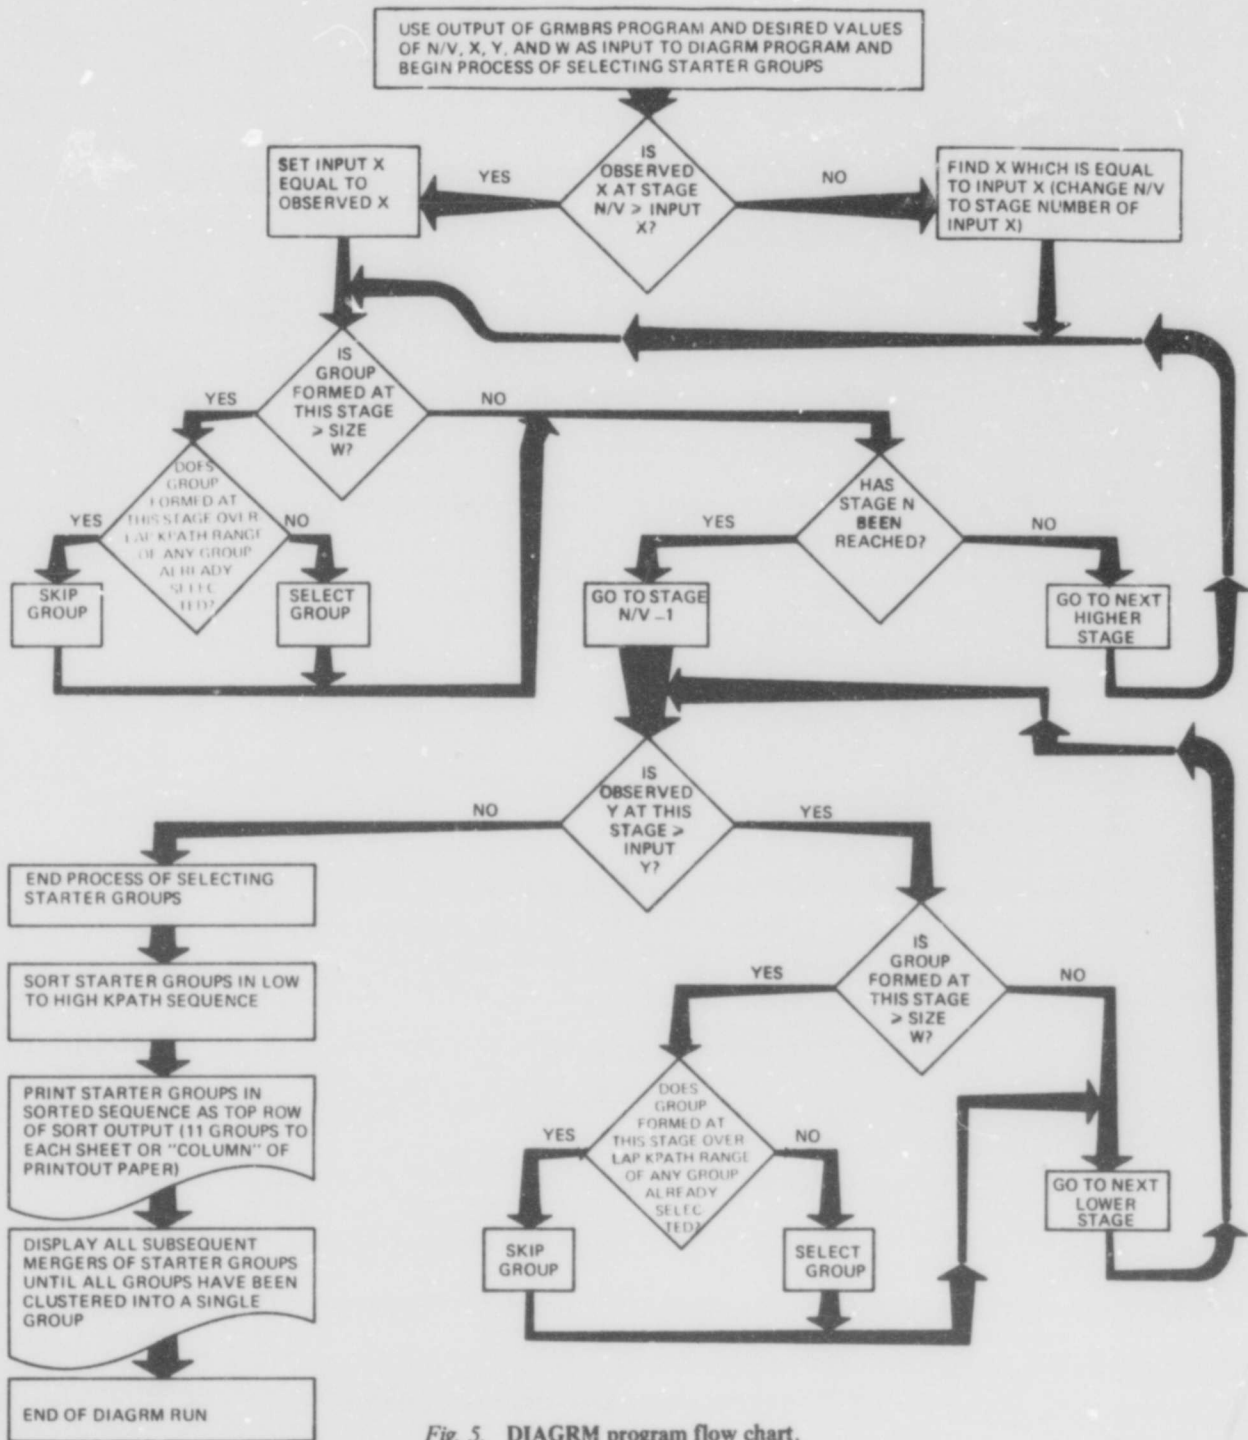 USE OUTPUT OF GRMBRS PROGRAM AND DESIRED VALUES
OF N/V, X, Y, AND W AS INPUT TO DIAGRM PROGRAM AND
BEGIN PROCESS OF SELECTING STARTER GROUPS
IS
OBSERVED
X AT STAGE
N/V ⩾ INPUT
X?
YES
NO
SET INPUT X
EQUAL TO
OBSERVED X
FIND X WHICH IS EQUAL
TO INPUT X (CHANGE N/V
TO STAGE NUMBER OF
INPUT X)
IS
GROUP
FORMED AT
THIS STAGE
⩾ SIZE
W?
YES
NO
DOES
GROUP
FORMED AT
THIS STAGE OVER
LAP KPATH RANGE
OF ANY GROUP
ALREADY
SELEC-
TED?
YES
NO
SKIP
GROUP
SELECT
GROUP
HAS
STAGE N
BEEN
REACHED?
YES
NO
GO TO STAGE
N/V -1
GO TO NEXT
HIGHER
STAGE
IS
OBSERVED
Y AT THIS
STAGE ⩾
INPUT
Y?
NO
YES
END PROCESS OF SELECTING
STARTER GROUPS
SORT STARTER GROUPS IN LOW
TO HIGH KPATH SEQUENCE
PRINT STARTER GROUPS IN
SORTED SEQUENCE AS TOP ROW
OF SORT OUTPUT (11 GROUPS TO
EACH SHEET OR "COLUMN" OF
PRINTOUT PAPER)
DISPLAY ALL SUBSEQUENT
MERGERS OF STARTER GROUPS
UNTIL ALL GROUPS HAVE BEEN
CLUSTERED INTO A SINGLE
GROUP
END OF DIAGRM RUN
IS
GROUP
FORMED AT
THIS STAGE
⩾ SIZE
W?
YES
NO
DOES
GROUP
FORMED AT
THIS STAGE OVER
LAP KPATH RANGE
OF ANY GROUP
ALREADY
SELEC-
TED?
YES
NO
SKIP
GROUP
SELECT
GROUP
GO TO NEXT
LOWER
STAGE
Fig. 5. DIAGRM program flow chart.